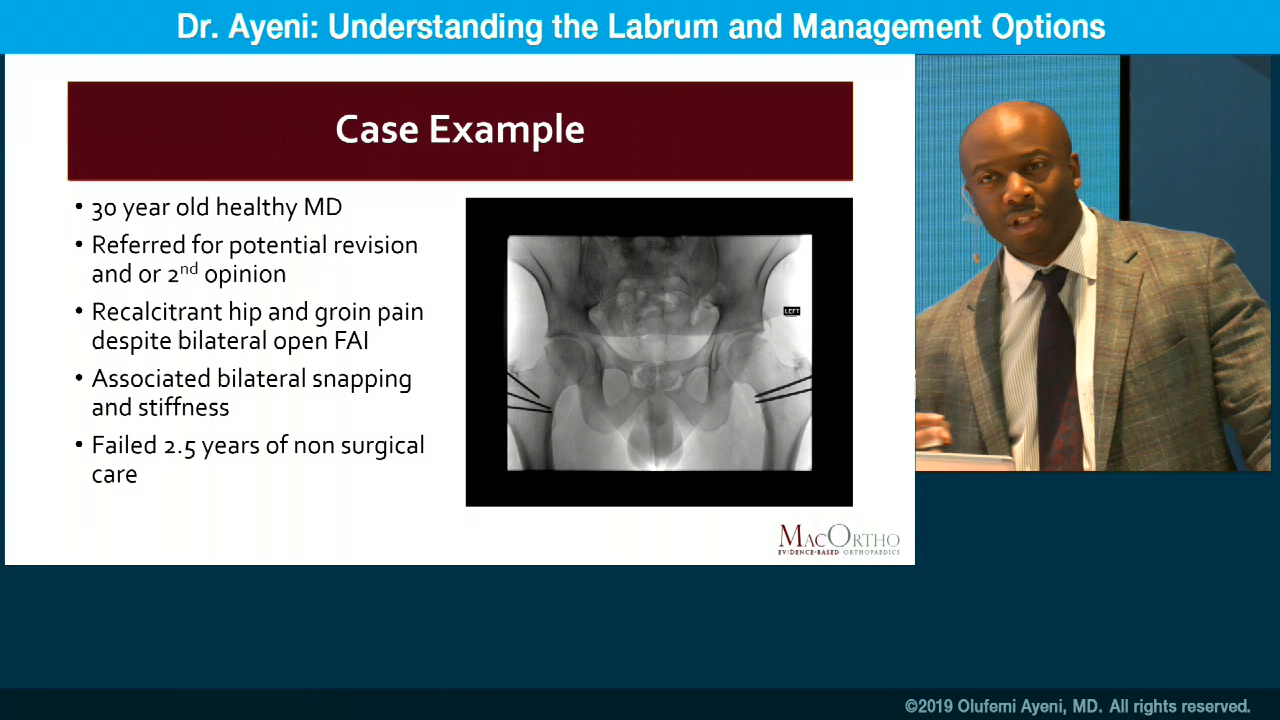 Dr. Ayeni: Understanding the Labrum and Management Options
Case Example
• 30 year old healthy MD
• Referred for potential revision
and or 2nd opinion
• Recalcitrant hip and groin pain
despite bilateral open FAI
• Associated bilateral snapping
and stiffness
• Failed 2.5 years of non surgical
care
LEFT
MACORTHO
EVIDENCE-BASED ORTHOPAEDICS
©2019 Olufemi Ayeni, MD. All rights reserved.